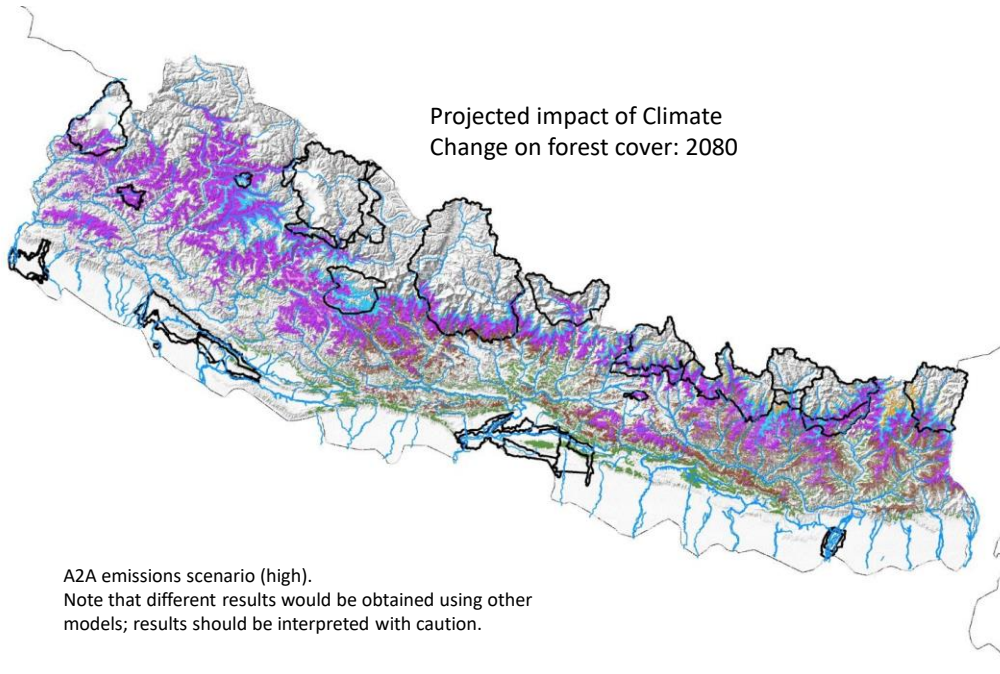 Projected impact of Climate
Change on forest cover: 2080
A2A emissions scenario (high).
Note that different results would be obtained using other
models; results should be interpreted with caution.